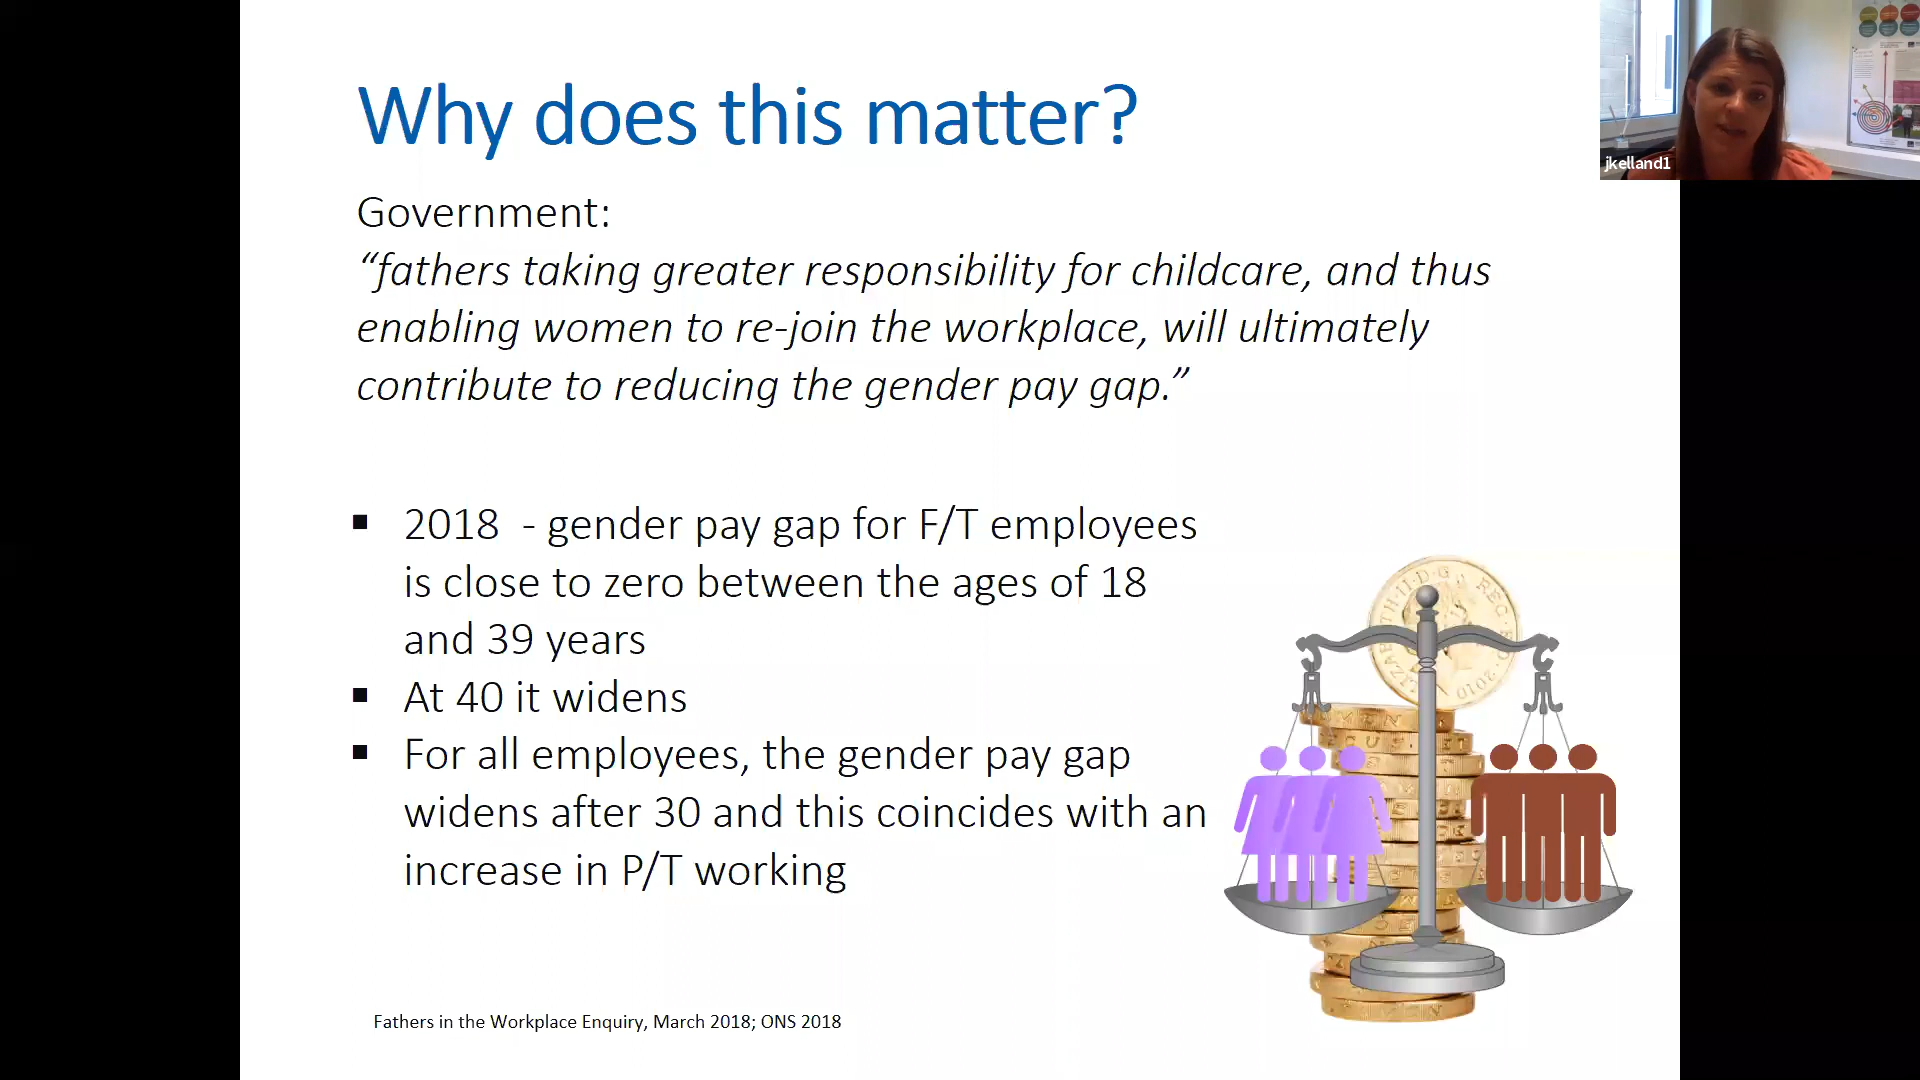 Why does this matter?
jkelland1
Government:
“fathers taking greater responsibility for childcare, and thus
enabling women to re-join the workplace, will ultimately
contribute to reducing the gender pay gap.”
▪ 2018 - gender pay gap for F/T employees
is close to zero between the ages of 18
and 39 years
▪ At 40 it widens
▪ For all employees, the gender pay gap
widens after 30 and this coincides with an
increase in P/T working
Fathers in the Workplace Enquiry, March 2018; ONS 2018